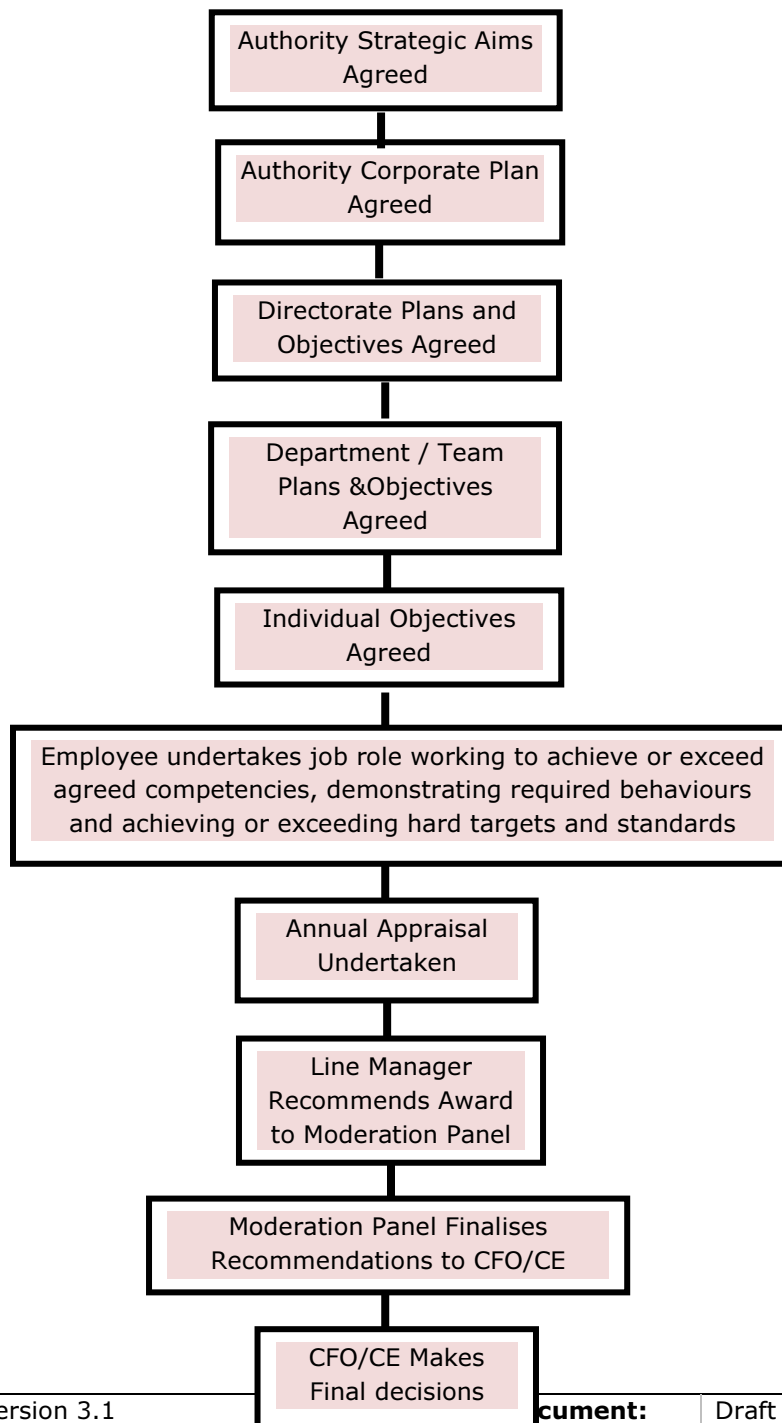 Authority Strategic Aims
Agreed
Authority Corporate Plan
Agreed
Directorate Plans and
Objectives Agreed
Department / Team
Plans &Objectives
Agreed
Individual Objectives
Agreed
Employee undertakes job role working to achieve or exceed
agreed competencies, demonstrating required behaviours
and achieving or exceeding hard targets and standards
Annual Appraisal
Undertaken
Line Manager
Recommends Award
to Moderation Panel
Moderation Panel Finalises
Recommendations to CFO/CE
CFO/CE Makes
Final decisions
ersion 3.1 cument: Draft